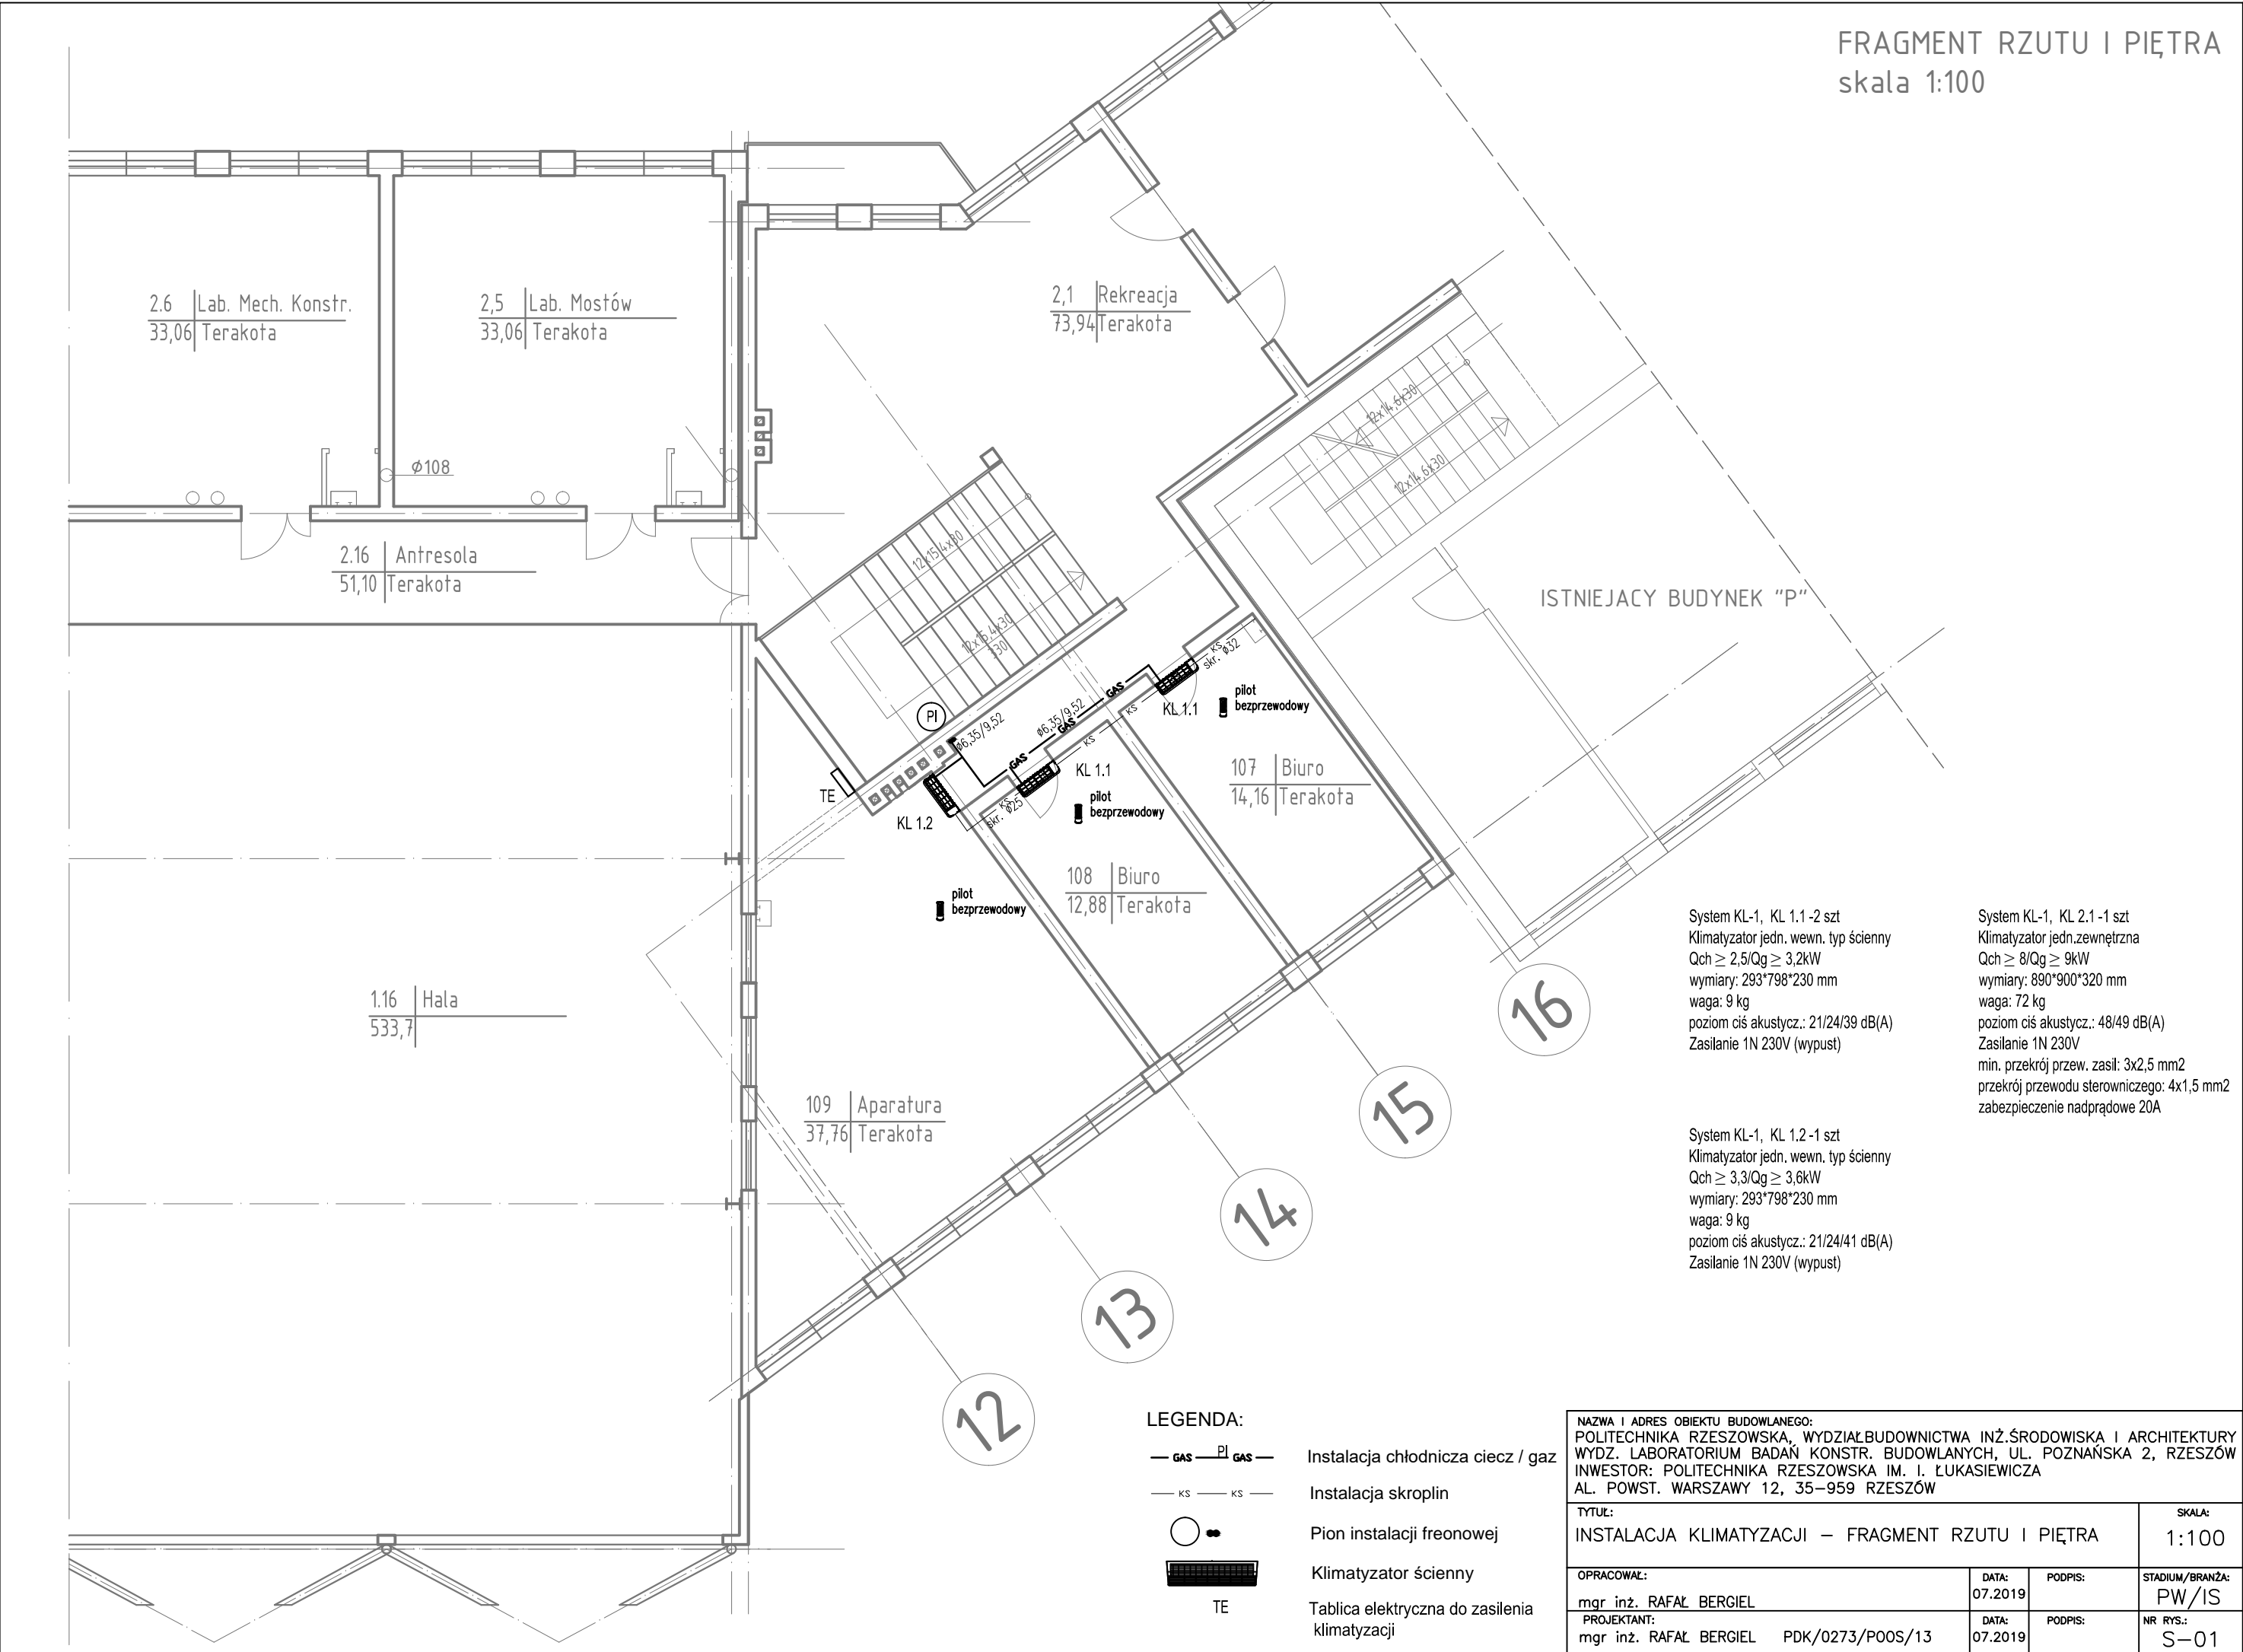 FRAGMENT RZUTU I PIĘTRA
skala 1:100
2.6 Lab. Mech. Konstr.
33,06 Terakota
2,5 Lab. Mostów
33,06 Terakota
2,1 Rekreacja
73,94 Terakota
ø108
2.16 Antresola
51,10 Terakota
12x14,6x30
12x14,6x30
12x15,4x30
12x15,4x30
330
ISTNIEJACY BUDYNEK "P"
PI
ø6,35/9,52
ø6,35/9,52
GAS
GAS
GAS
KS
skr. ø32
KS
KS
KS
skr. ø25
KL 1.1
pilot
bezprzewodowy
KL 1.1
pilot
bezprzewodowy
TE
KL 1.2
pilot
bezprzewodowy
107 Biuro
14,16 Terakota
108 Biuro
12,88 Terakota
1.16 Hala
533,7
109 Aparatura
37,76 Terakota
16
15
14
13
12
System KL-1, KL 1.1 -2 szt
Klimatyzator jedn. wewn. typ ścienny
Qch ≥ 2,5/Qg ≥ 3,2kW
wymiary: 293*798*230 mm
waga: 9 kg
poziom ciś akustycz.: 21/24/39 dB(A)
Zasilanie 1N 230V (wypust)
System KL-1, KL 2.1 -1 szt
Klimatyzator jedn.zewnętrzna
Qch ≥ 8/Qg ≥ 9kW
wymiary: 890*900*320 mm
waga: 72 kg
poziom ciś akustycz.: 48/49 dB(A)
Zasilanie 1N 230V
min. przekrój przew. zasil: 3x2,5 mm2
przekrój przewodu sterowniczego: 4x1,5 mm2
zabezpieczenie nadprądowe 20A
System KL-1, KL 1.2 -1 szt
Klimatyzator jedn. wewn. typ ścienny
Qch ≥ 3,3/Qg ≥ 3,6kW
wymiary: 293*798*230 mm
waga: 9 kg
poziom ciś akustycz.: 21/24/41 dB(A)
Zasilanie 1N 230V (wypust)
LEGENDA:
GAS PI GAS Instalacja chłodnicza ciecz / gaz
KS KS Instalacja skroplin
Pion instalacji freonowej
Klimatyzator ścienny
TE Tablica elektryczna do zasilenia
klimatyzacji
NAZWA I ADRES OBIEKTU BUDOWLANEGO:
POLITECHNIKA RZESZOWSKA, WYDZIAŁBUDOWNICTWA INŻ.ŚRODOWISKA I ARCHITEKTURY
WYDZ. LABORATORIUM BADAŃ KONSTR. BUDOWLANYCH, UL. POZNAŃSKA 2, RZESZÓW
INWESTOR: POLITECHNIKA RZESZOWSKA IM. I. ŁUKASIEWICZA
AL. POWST. WARSZAWY 12, 35-959 RZESZÓW
TYTUŁ:
INSTALACJA KLIMATYZACJI – FRAGMENT RZUTU I PIĘTRA
SKALA:
1:100
OPRACOWAŁ:
mgr inż. RAFAŁ BERGIEL
DATA:
07.2019
PODPIS:
STADIUM/BRANŻA:
PW/IS
PROJEKTANT:
mgr inż. RAFAŁ BERGIEL PDK/0273/POOS/13
DATA:
07.2019
PODPIS:
NR RYS.:
S-01